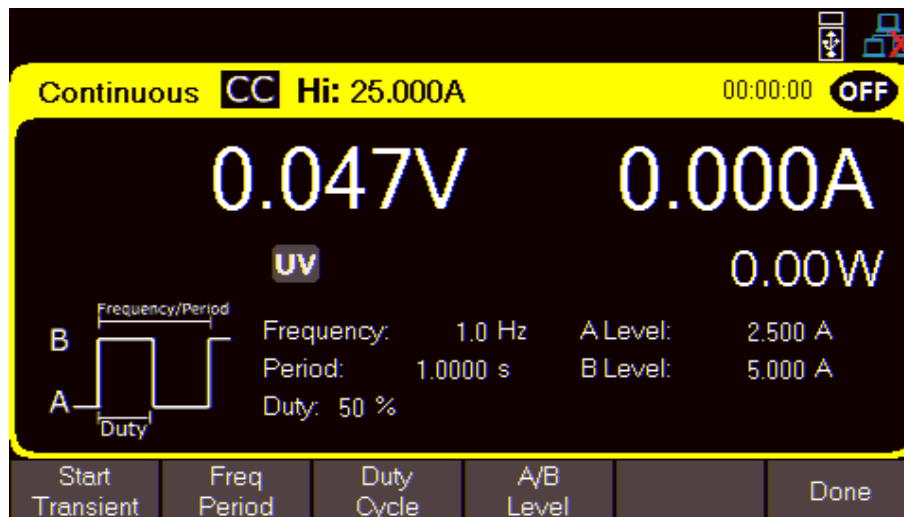 Continuous CC Hi: 25.000A 00:00:00 OFF
0.047V 0.000A
UV 0.00W
Frequency/Period
B Frequency: 1.0 Hz A Level: 2.500 A
Period: 1.0000 s B Level: 5.000 A
A Duty: 50 %
Duty
Start Transient
Freq Period
Duty Cycle
A/B Level
Done